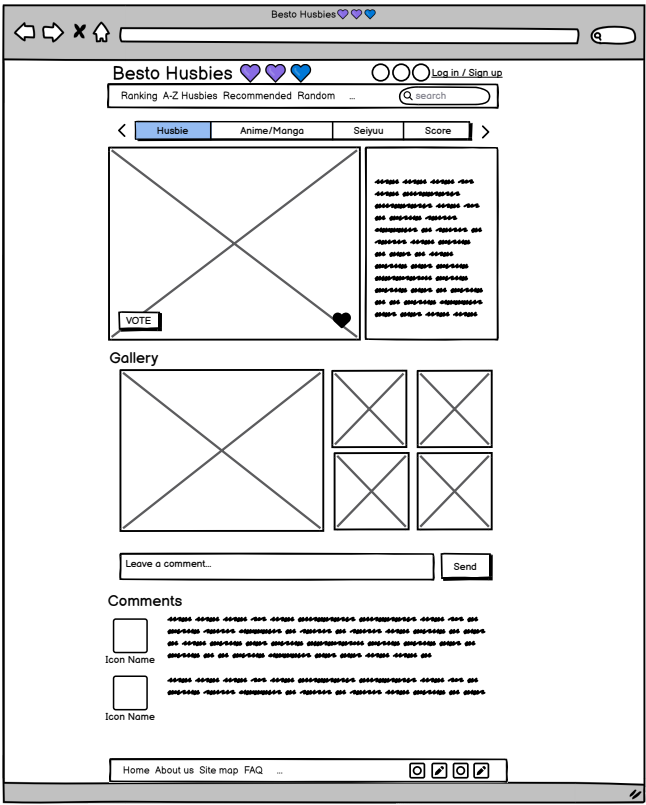 Besto Husbies💜💜💙
Besto Husbies 💜 💜 💙
Log in / Sign up
Ranking A-Z Husbies Recommended Random ...
search
Husbie Anime/Manga Seiyuu Score
VOTE
Gallery
Leave a comment...
Send
Comments
Icon Name
Icon Name
Home About us Site map FAQ ...